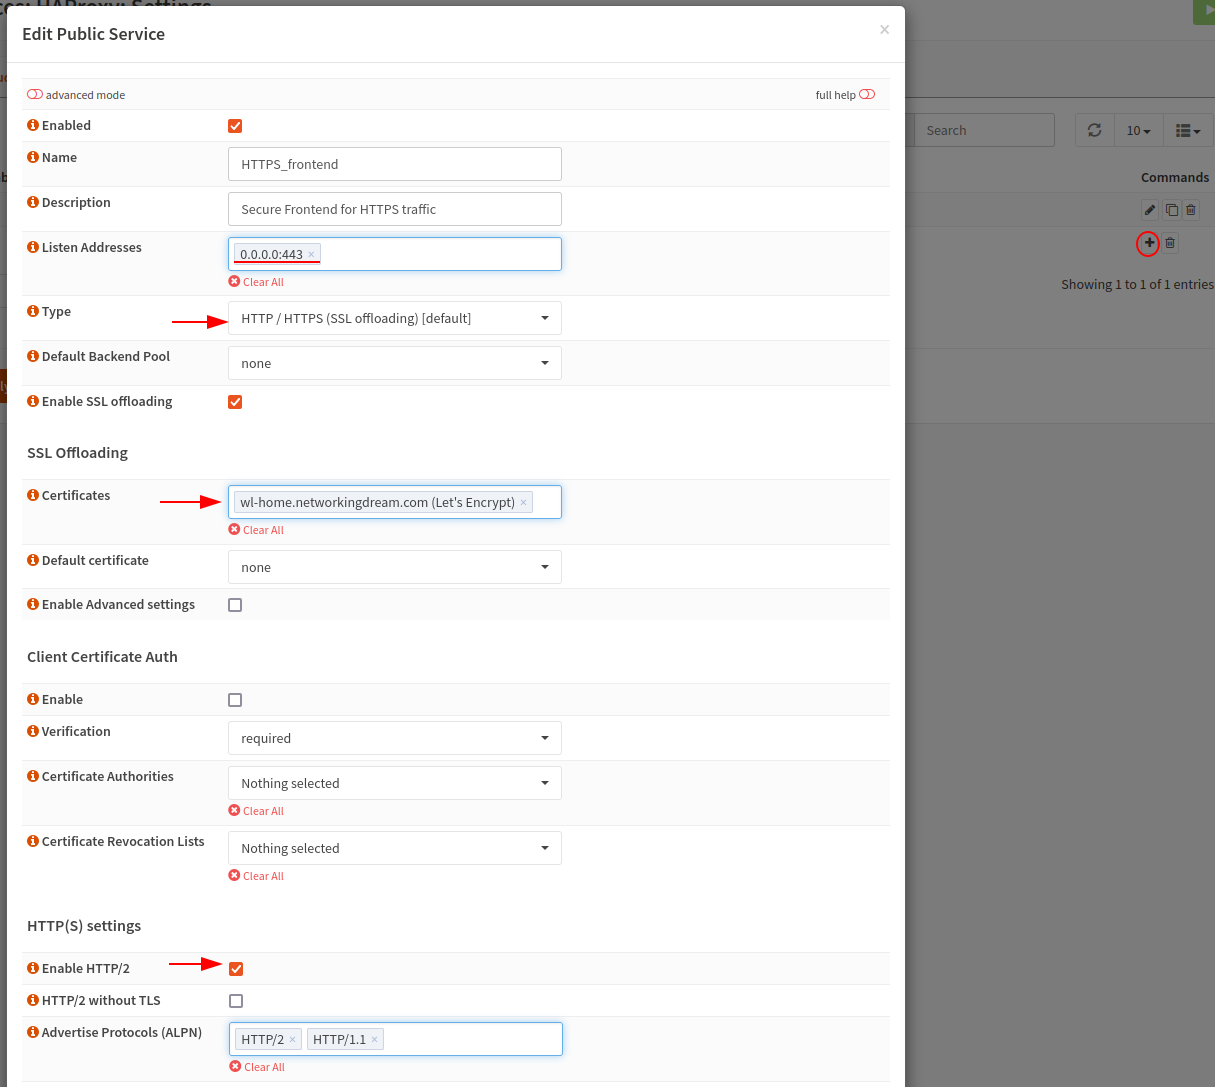 Edit Public Service
×
advanced mode
full help
Enabled
Name
HTTPS_frontend
Description
Secure Frontend for HTTPS traffic
Listen Addresses
0.0.0.0:443 ×
Clear All
Type
HTTP / HTTPS (SSL offloading) [default]
Default Backend Pool
none
Enable SSL offloading
SSL Offloading
Certificates
wl-home.networkingdream.com (Let's Encrypt) ×
Clear All
Default certificate
none
Enable Advanced settings
Client Certificate Auth
Enable
Verification
required
Certificate Authorities
Nothing selected
Clear All
Certificate Revocation Lists
Nothing selected
Clear All
HTTP(S) settings
Enable HTTP/2
HTTP/2 without TLS
Advertise Protocols (ALPN)
HTTP/2 × HTTP/1.1 ×
Clear All
Search
10
Commands
Showing 1 to 1 of 1 entries